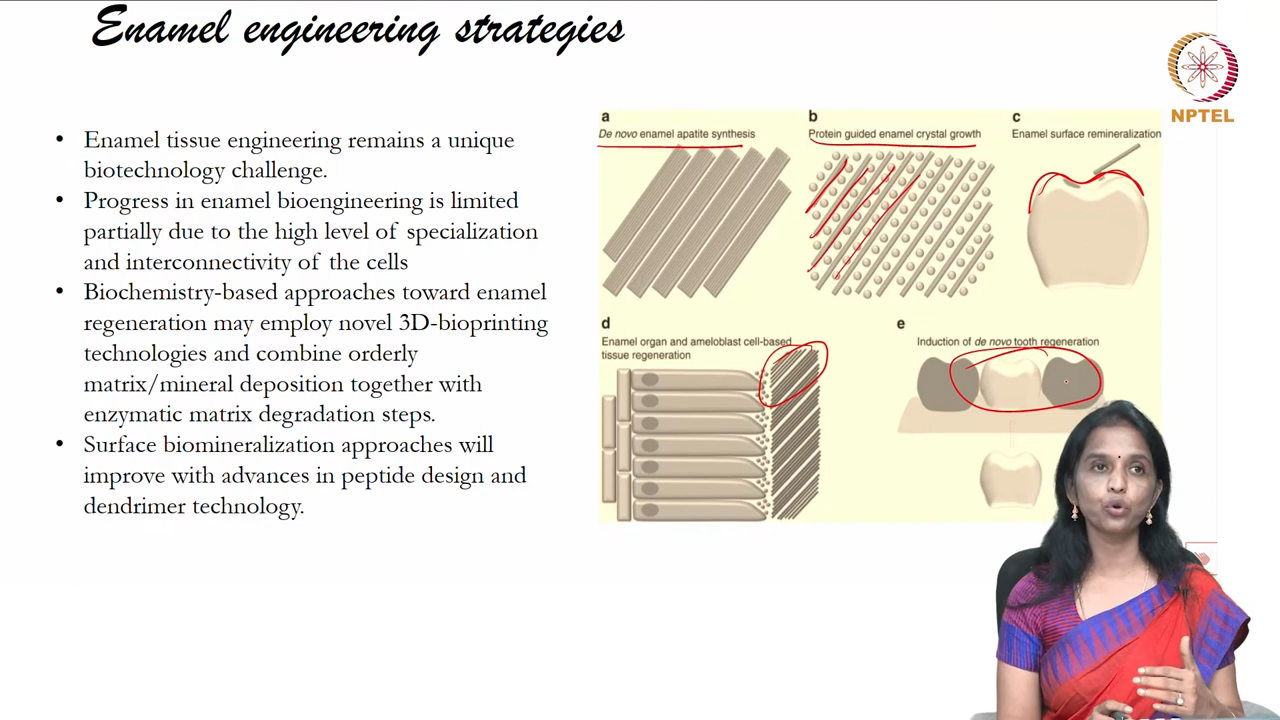 Enamel engineering strategies
NPTEL
• Enamel tissue engineering remains a unique
biotechnology challenge.
• Progress in enamel bioengineering is limited
partially due to the high level of specialization
and interconnectivity of the cells
• Biochemistry-based approaches toward enamel
regeneration may employ novel 3D-bioprinting
technologies and combine orderly
matrix/mineral deposition together with
enzymatic matrix degradation steps.
• Surface biomineralization approaches will
improve with advances in peptide design and
dendrimer technology.
a
De novo enamel apatite synthesis
b
Protein guided enamel crystal growth
c
Enamel surface remineralization
d
Enamel organ and ameloblast cell-based
tissue regeneration
e
Induction of de novo tooth regeneration